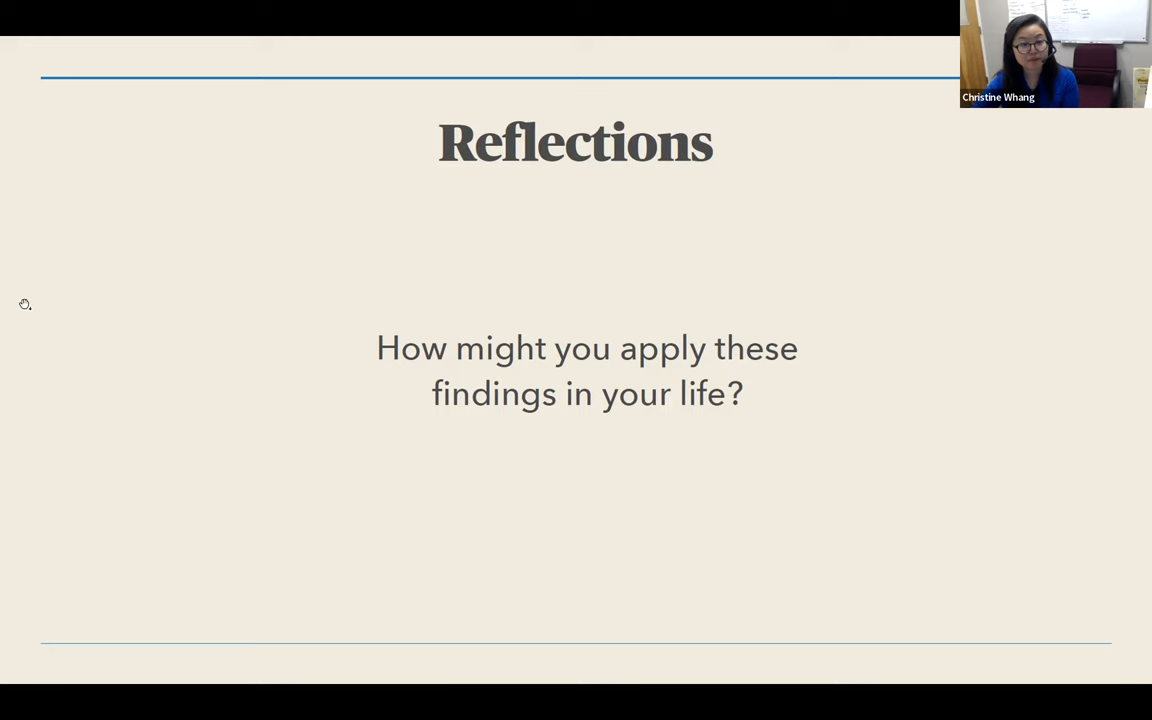 Christine Whang
Reflections
How might you apply these
findings in your life?